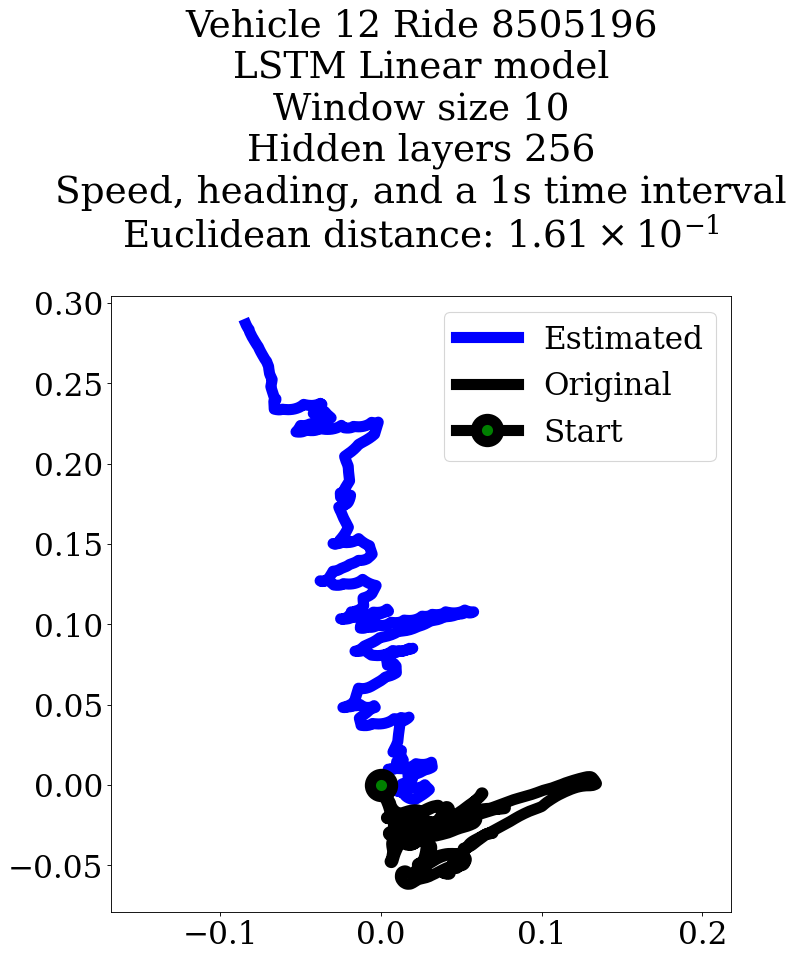 Vehicle 12 Ride 8505196
LSTM Linear model
Window size 10
Hidden layers 256
Speed, heading, and a 1s time interval
Euclidean distance: 1.61 × 10⁻¹
0.30
0.25
0.20
0.15
0.10
0.05
0.00
−0.05
Estimated
Original
Start
−0.1
0.0
0.1
0.2